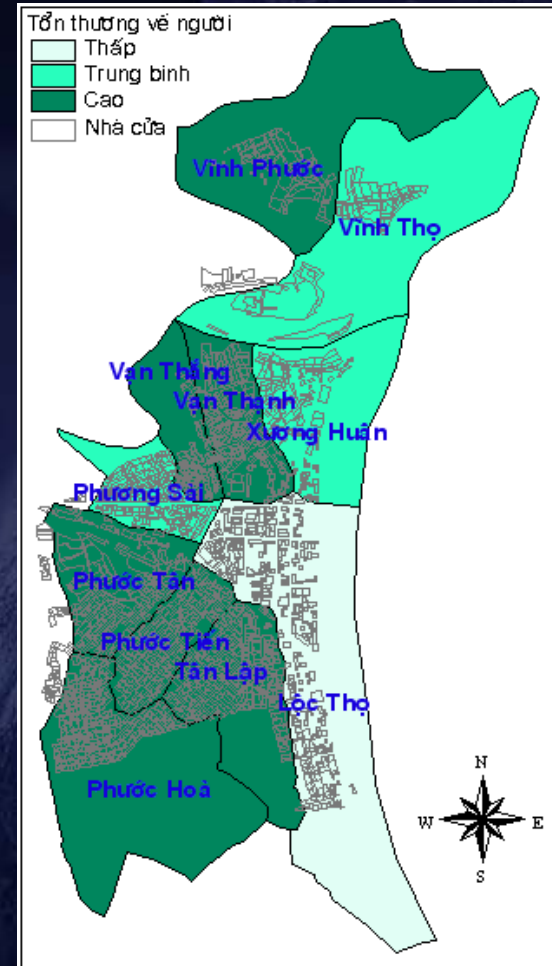 Tổn thương về người
Thấp
Trung bình
Cao
Nhà cửa
Vĩnh Phước
Vĩnh Thọ
Vạn Thắng
Vạn Thạnh
Xương Huân
Phương Sài
Phước Tân
Phước Tiến
Tân Lập
Lộc Thọ
Phước Hoà
N
W
E
S